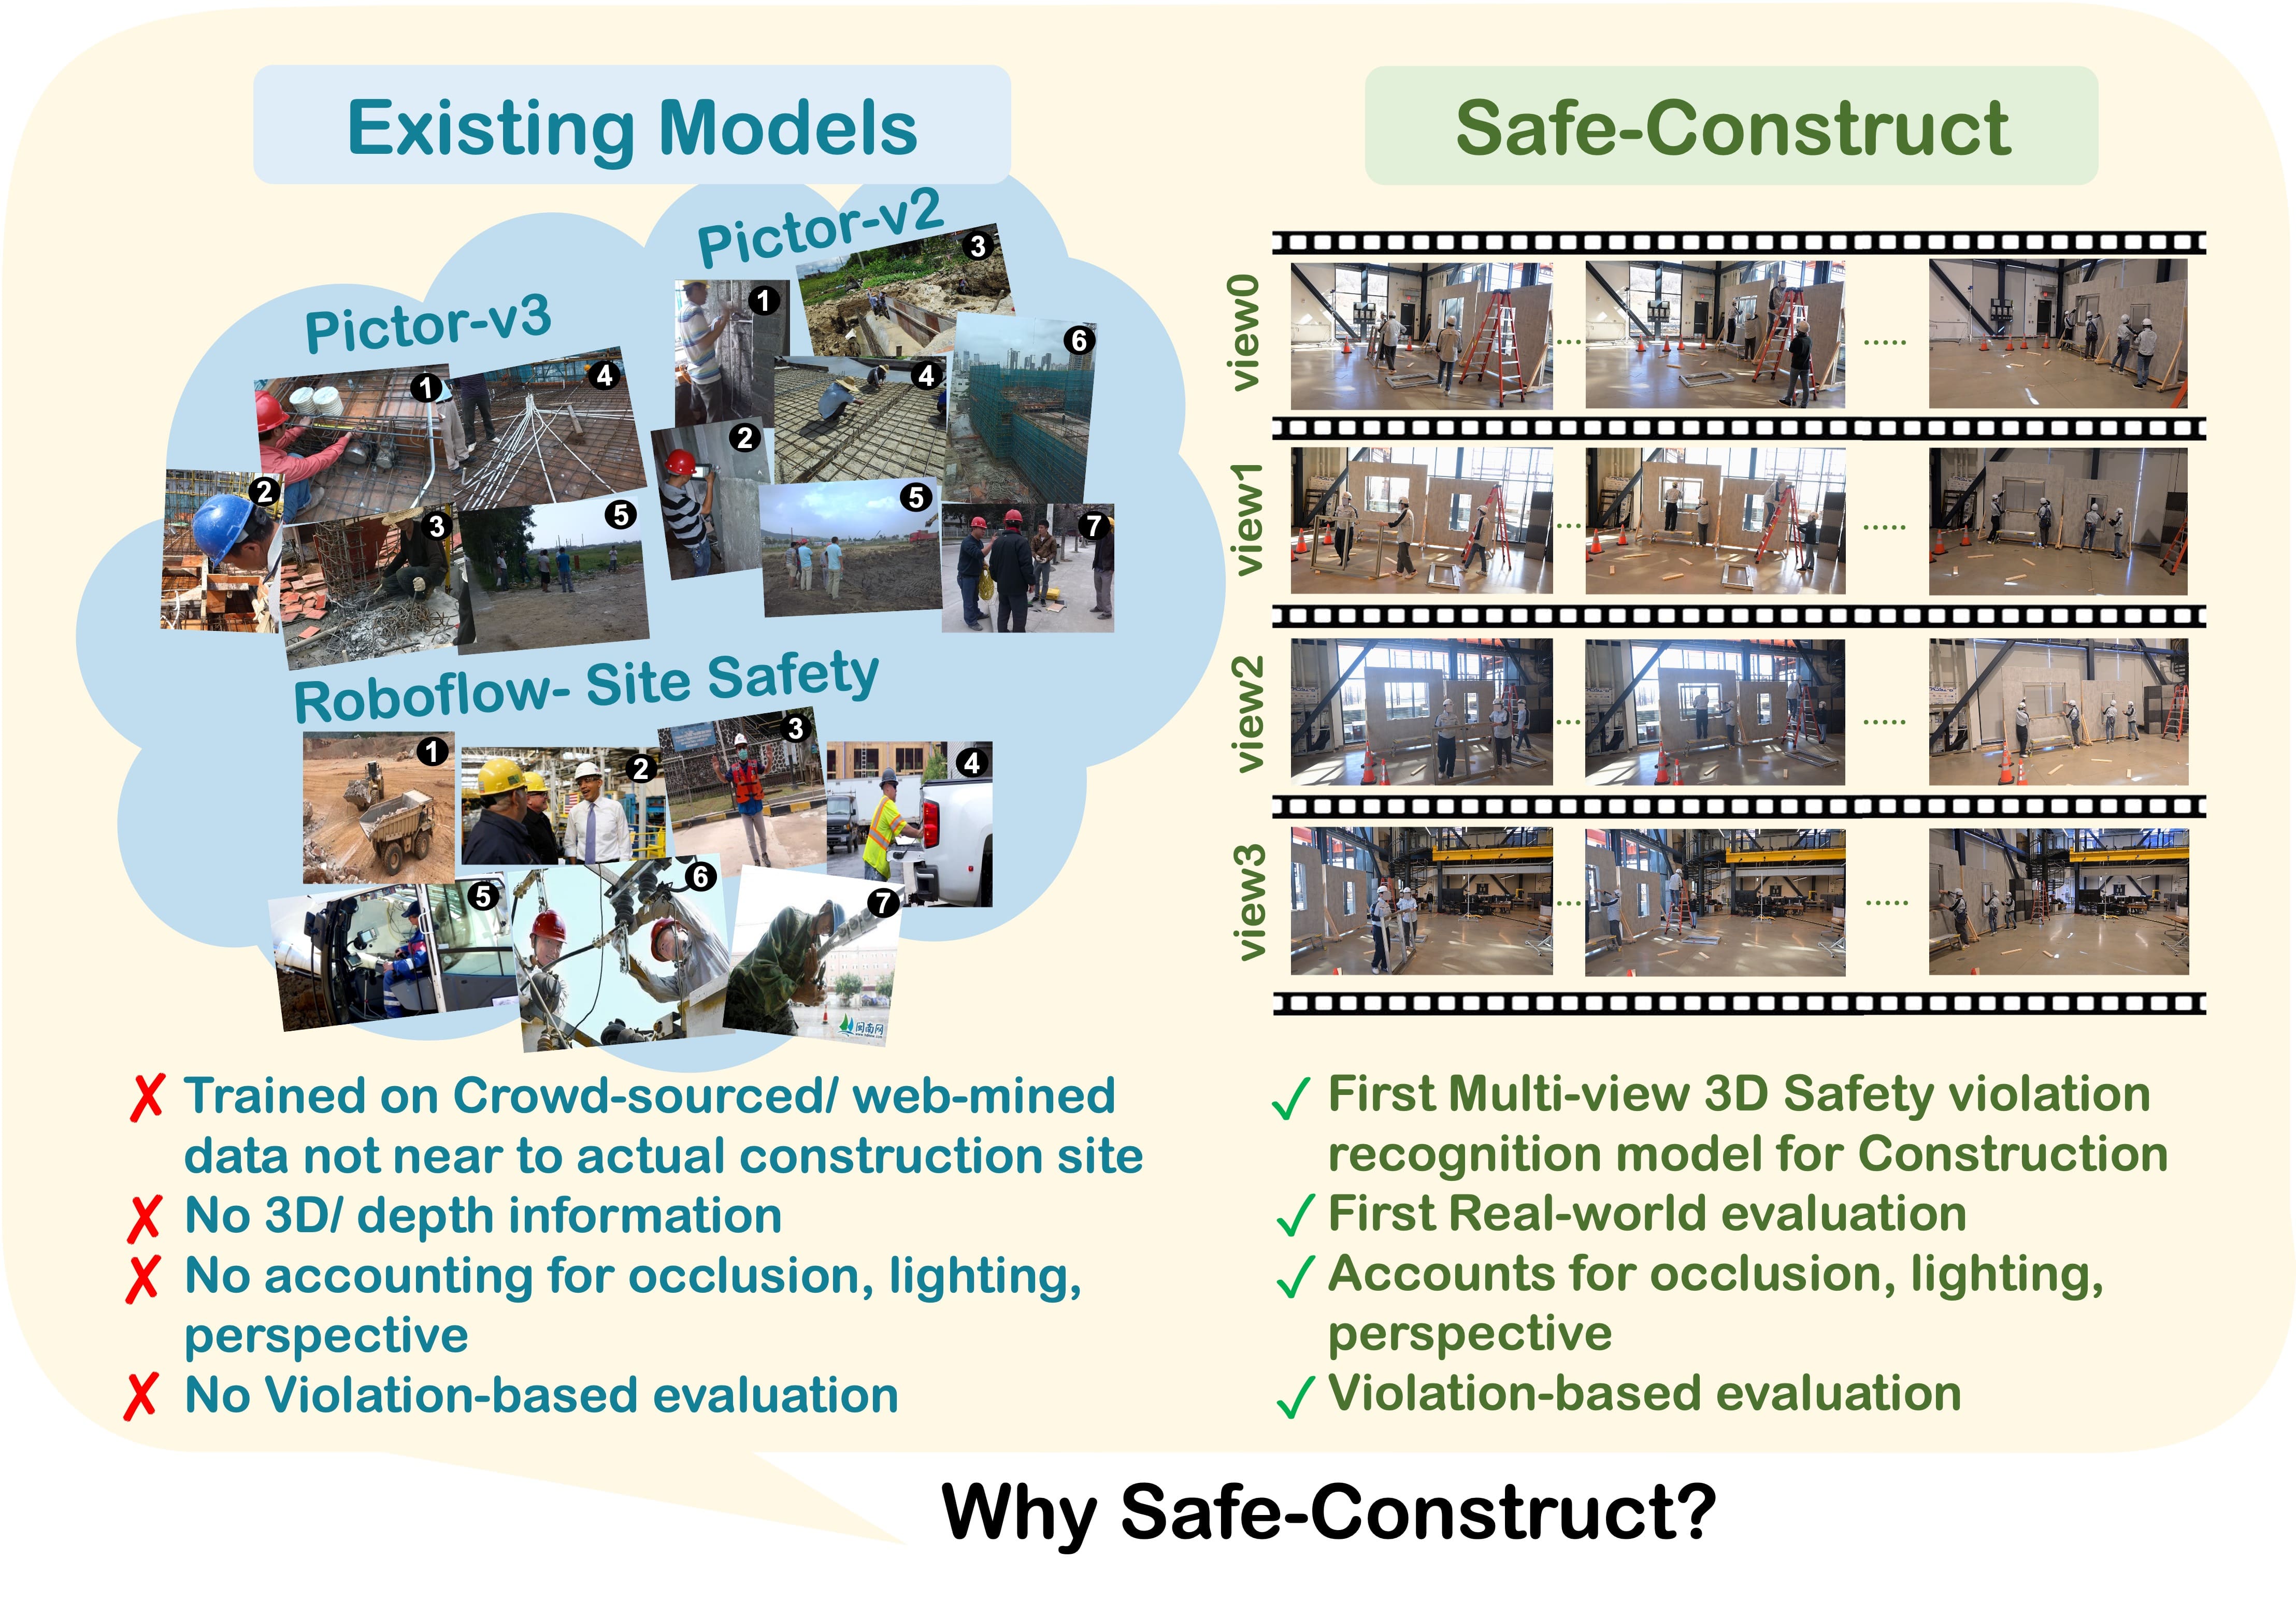 Existing Models
Pictor-v2
Pictor-v3
1
2
3
4
5
6
7
1
4
2
3
5
Roboflow- Site Safety
1
2
3
4
5
6
7
闽南网
✗ Trained on Crowd-sourced/ web-mined
data not near to actual construction site
✗ No 3D/ depth information
✗ No accounting for occlusion, lighting,
perspective
✗ No Violation-based evaluation
Safe-Construct
view0
.....
view1
.....
view2
.....
view3
.....
✓ First Multi-view 3D Safety violation
recognition model for Construction
✓ First Real-world evaluation
✓ Accounts for occlusion, lighting,
perspective
✓ Violation-based evaluation
Why Safe-Construct?